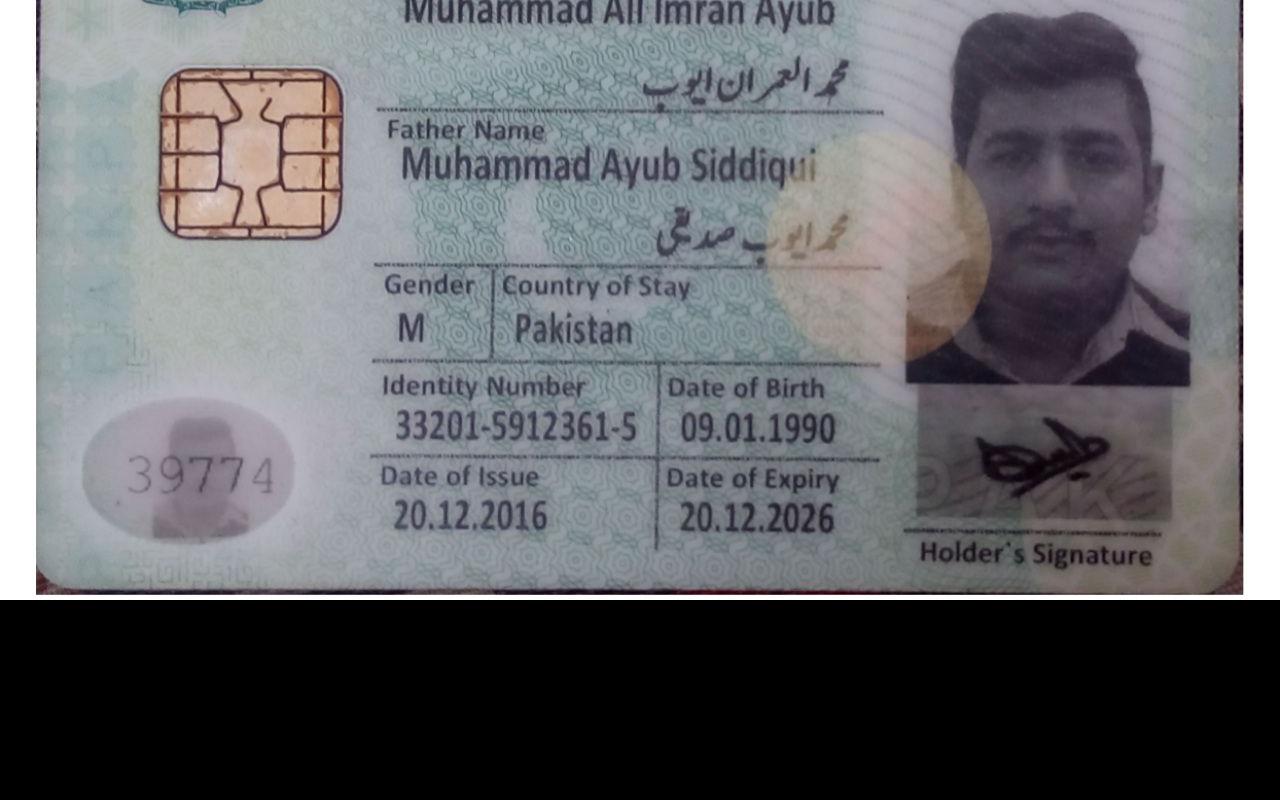 Muhammad Ali Imran Ayub
محمد العمران ایوب
Father Name
Muhammad Ayub Siddiqui
محمد ایوب صدیقی
Gender
Country of Stay
M
Pakistan
Identity Number
Date of Birth
33201-5912361-5
09.01.1990
Date of Issue
Date of Expiry
20.12.2016
20.12.2026
39774
Holder`s Signature